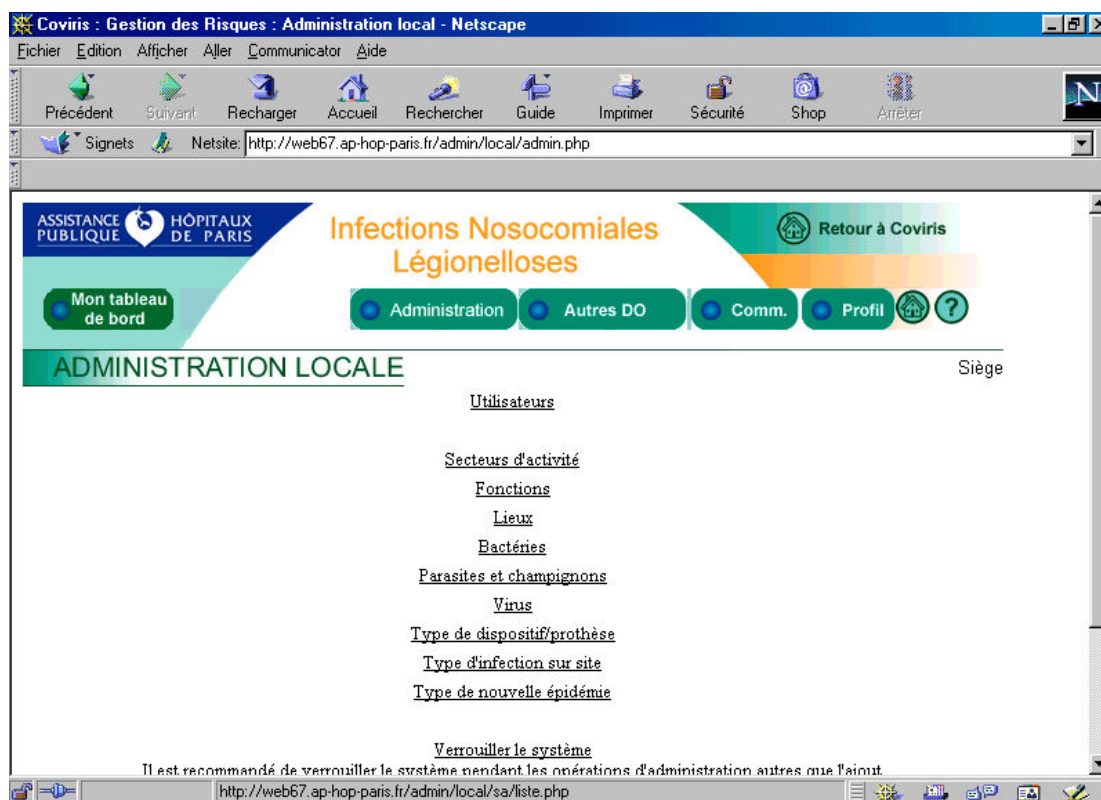 Coviris : Gestion des Risques : Administration local - Netscape
Fichier Edition Afficher Aller Communicator Aide
Précédent Suivant Recharger Accueil Rechercher Guide Imprimer Sécurité Shop Arrêter
N
Signets Netsite: http://web67.ap-hop-paris.fr/admin/local/admin.php
ASSISTANCE PUBLIQUE HÔPITAUX DE PARIS
Infections Nosocomiales
Légionelloses
Retour à Coviris
Mon tableau de bord
Administration Autres DO Comm. Profil ?
ADMINISTRATION LOCALE
Siège
Utilisateurs
Secteurs d'activité
Fonctions
Lieux
Bactéries
Parasites et champignons
Virus
Type de dispositif/prothèse
Type d'infection sur site
Type de nouvelle épidémie
Verrouiller le système
Il est recommandé de verrouiller le système pendant les opérations d'administration autres que l'ajout
http://web67.ap-hop-paris.fr/admin/local/sa/liste.php